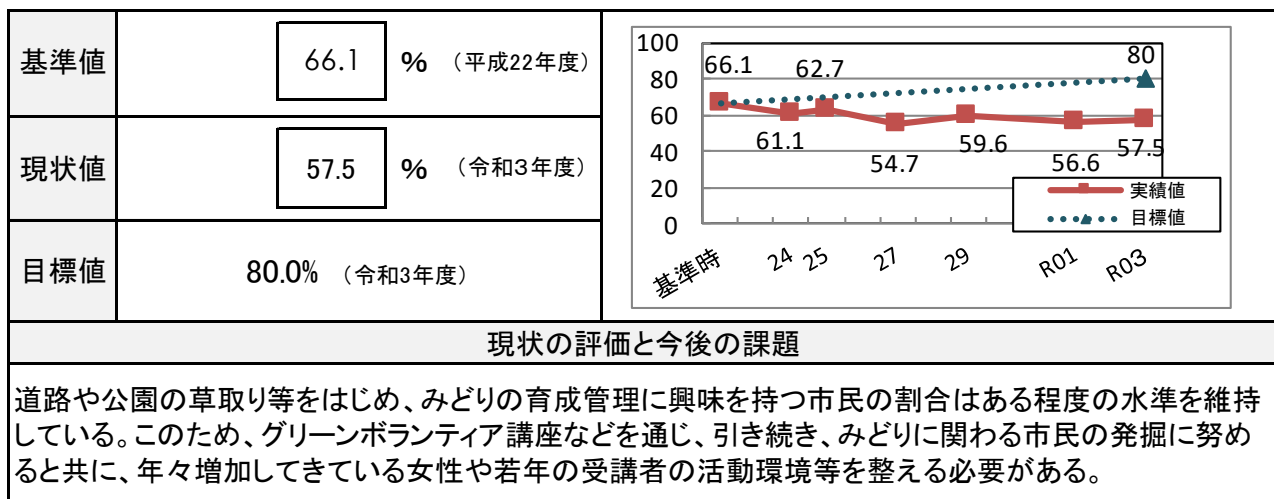 基準値
66.1 % (平成22年度)
現状値
57.5 % (令和3年度)
目標値
80.0% (令和3年度)
100
80
60
40
20
0
66.1
62.7
80
61.1
54.7
59.6
56.6
57.5
実績値
目標値
基準時
24
25
27
29
R01
R03
現状の評価と今後の課題
道路や公園の草取り等をはじめ、みどりの育成管理に興味を持つ市民の割合はある程度の水準を維持
している。このため、グリーンボランティア講座などを通じ、引き続き、みどりに関わる市民の発掘に努め
ると共に、年々増加してきている女性や若年の受講者の活動環境等を整える必要がある。